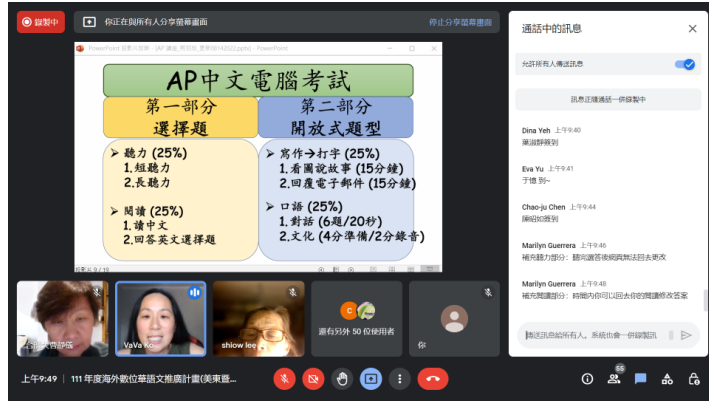 錄製中
你正在與所有人分享螢幕畫面
停止分享螢幕畫面
AP中文電腦考試
第一部分
選擇題
第二部分
開放式題型
➢ 聽力 (25%)
1.短聽力
2.長聽力
➢ 閱讀 (25%)
1.讀中文
2.回答英文選擇題
➢ 寫作→打字 (25%)
1.看圖說故事 (15分鐘)
2.回覆電子郵件 (15分鐘)
➢ 口語 (25%)
1.對話 (6題/20秒)
2.文化 (4分準備/2分錄音)
VaVa Ko
shiow lee
C
還有另外 50 位使用者
你
通話中的訊息
允許所有人傳送訊息
訊息正隨通話一併錄製中
Dina Yeh 上午9:40
葉淑靜簽到
Eva Yu 上午9:41
于憶 到~
Chao-ju Chen 上午9:44
陳昭如簽到
Marilyn Guerrera 上午9:46
補充聽力部分：聽完讀答後網頁無法回去更改
Marilyn Guerrera 上午9:48
補充閱讀部分：時間內你可以回去你的閱讀修改答案
傳送訊息給所有人。系統也會一併錄製訊
上午9:49 | 111 年度海外數位華語文推廣計畫(美東暨...
55